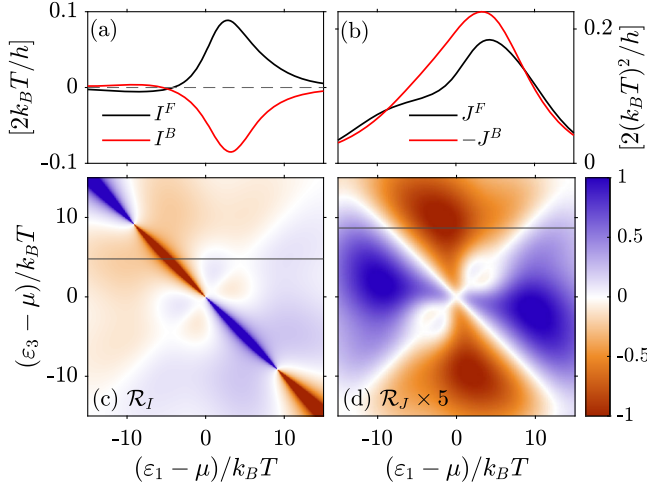 (a)
(b)
[2k_BT/h]
0.1
0
-0.1
I^F
I^B
J^F
−J^B
0.2
0
[2(k_BT)^2/h]
(ε_3 − μ)/k_BT
10
0
-10
(c) R_I
(d) R_J × 5
1
0.5
0
-0.5
-1
-10 0 10
-10 0 10
(ε_1 − μ)/k_BT
(ε_1 − μ)/k_BT